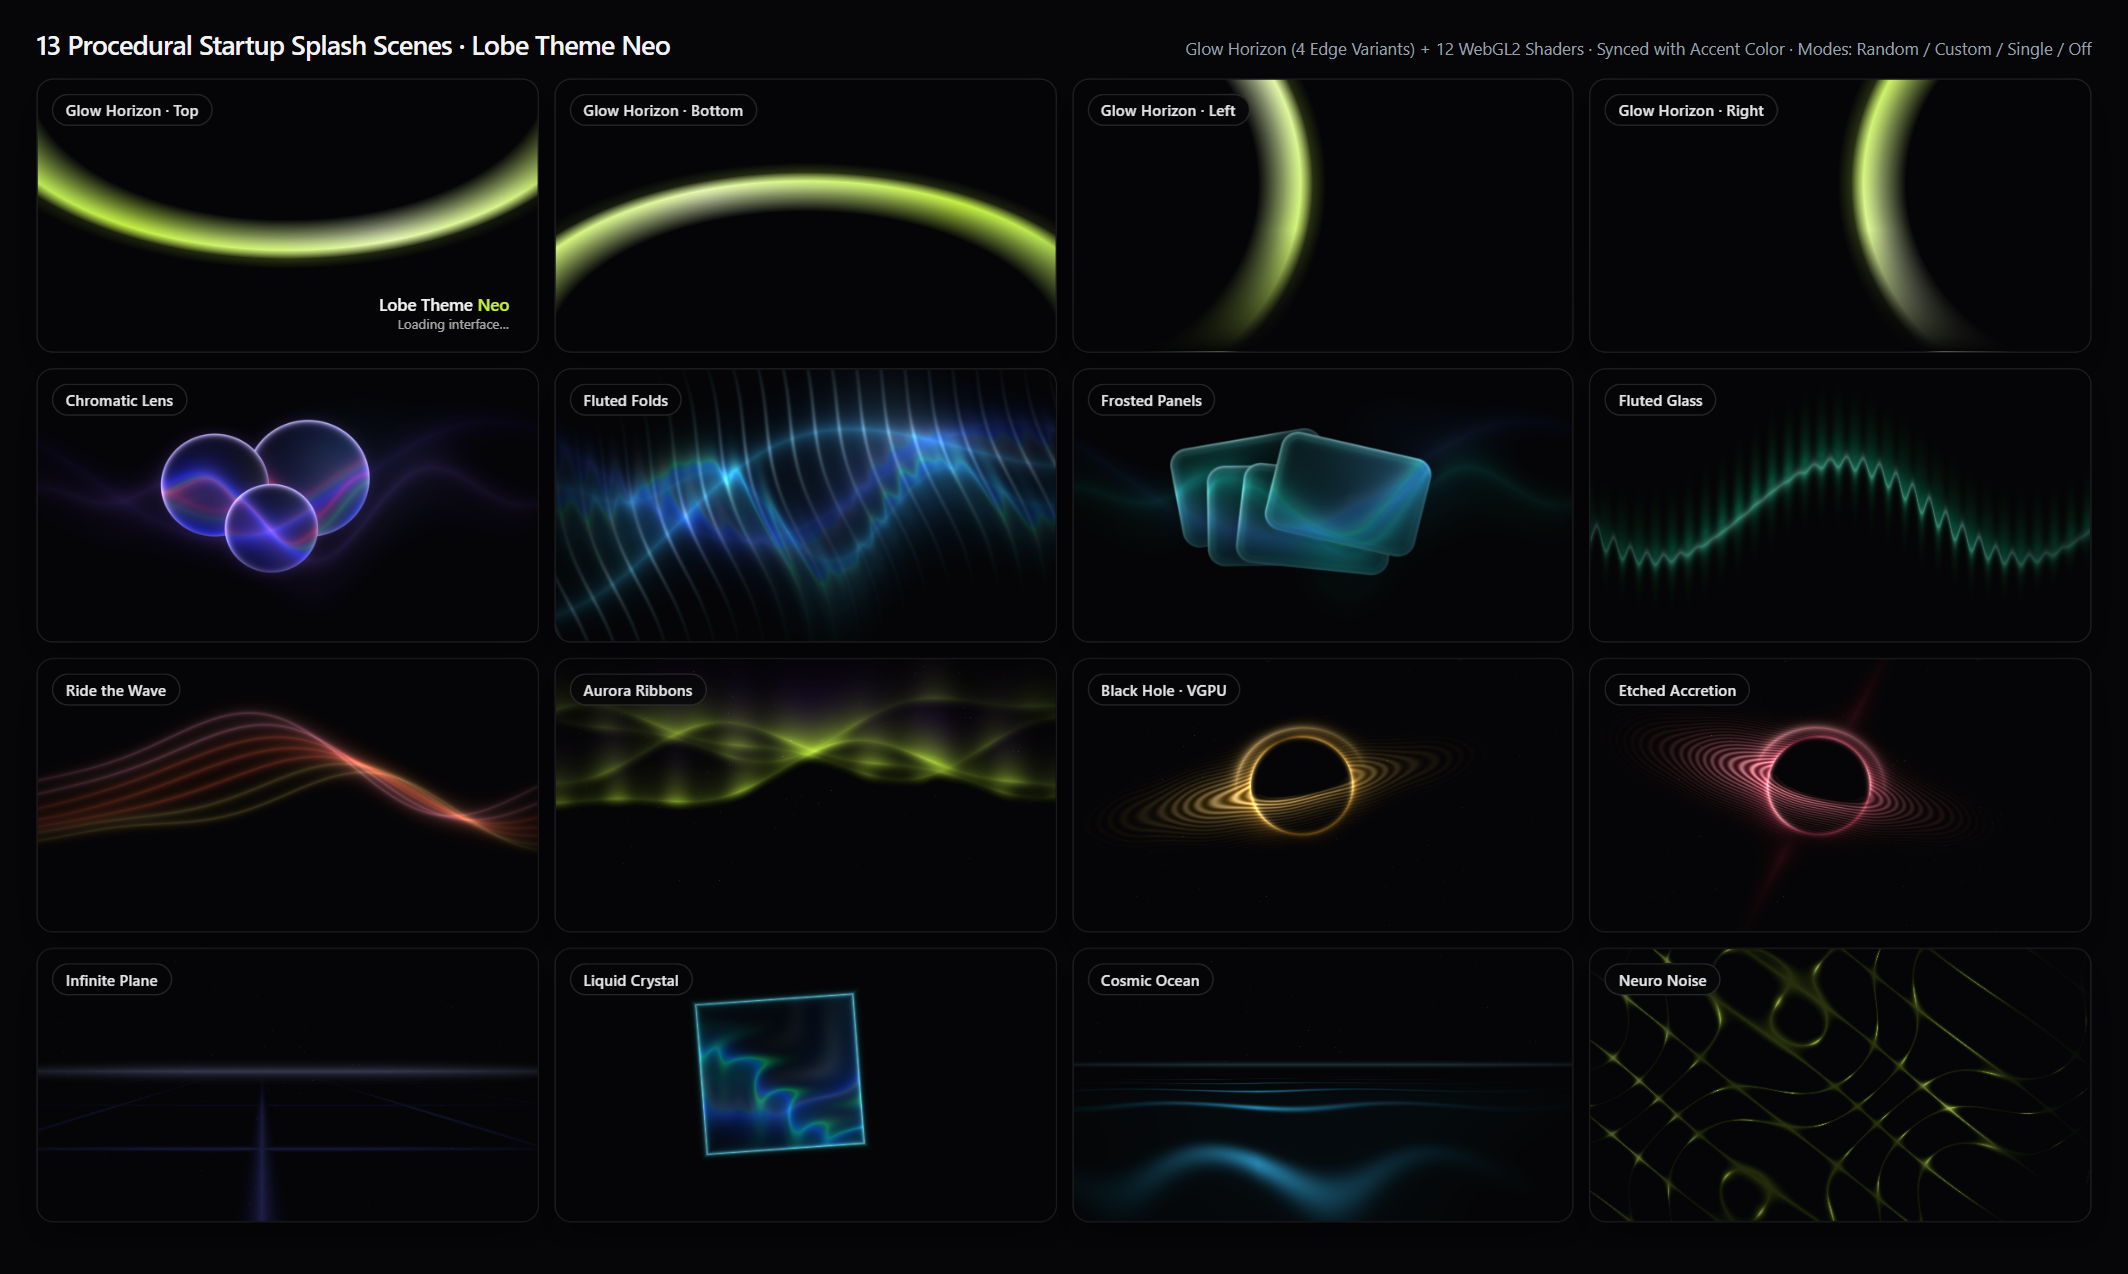 13 Procedural Startup Splash Scenes · Lobe Theme Neo
Glow Horizon (4 Edge Variants) + 12 WebGL2 Shaders · Synced with Accent Color · Modes: Random / Custom / Single / Off
Glow Horizon · Top
Lobe Theme Neo
Loading interface...
Glow Horizon · Bottom
Glow Horizon · Left
Glow Horizon · Right
Chromatic Lens
Fluted Folds
Frosted Panels
Fluted Glass
Ride the Wave
Aurora Ribbons
Black Hole · VGPU
Etched Accretion
Infinite Plane
Liquid Crystal
Cosmic Ocean
Neuro Noise